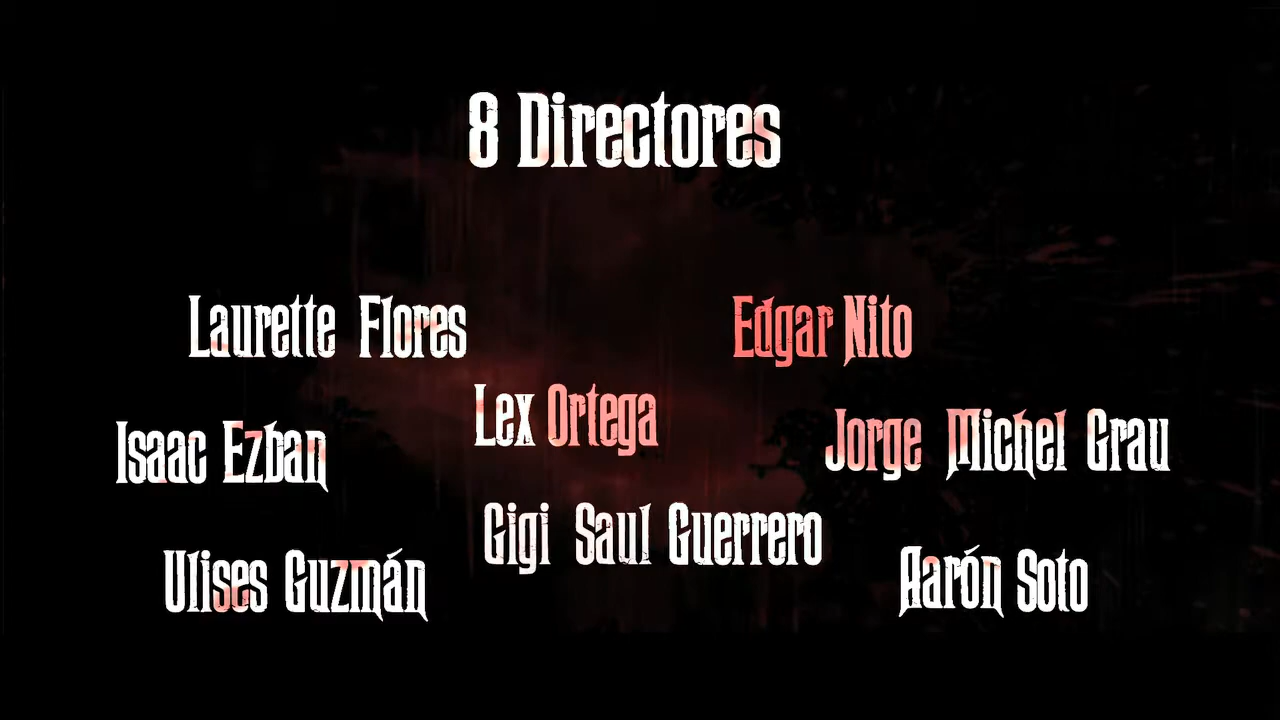 8 Directores
Laurette Flores
Edgar Nito
Lex Ortega
Isaac Ezban
Jorge Michel Grau
Gigi Saul Guerrero
Ulises Guzmán
Aarón Soto